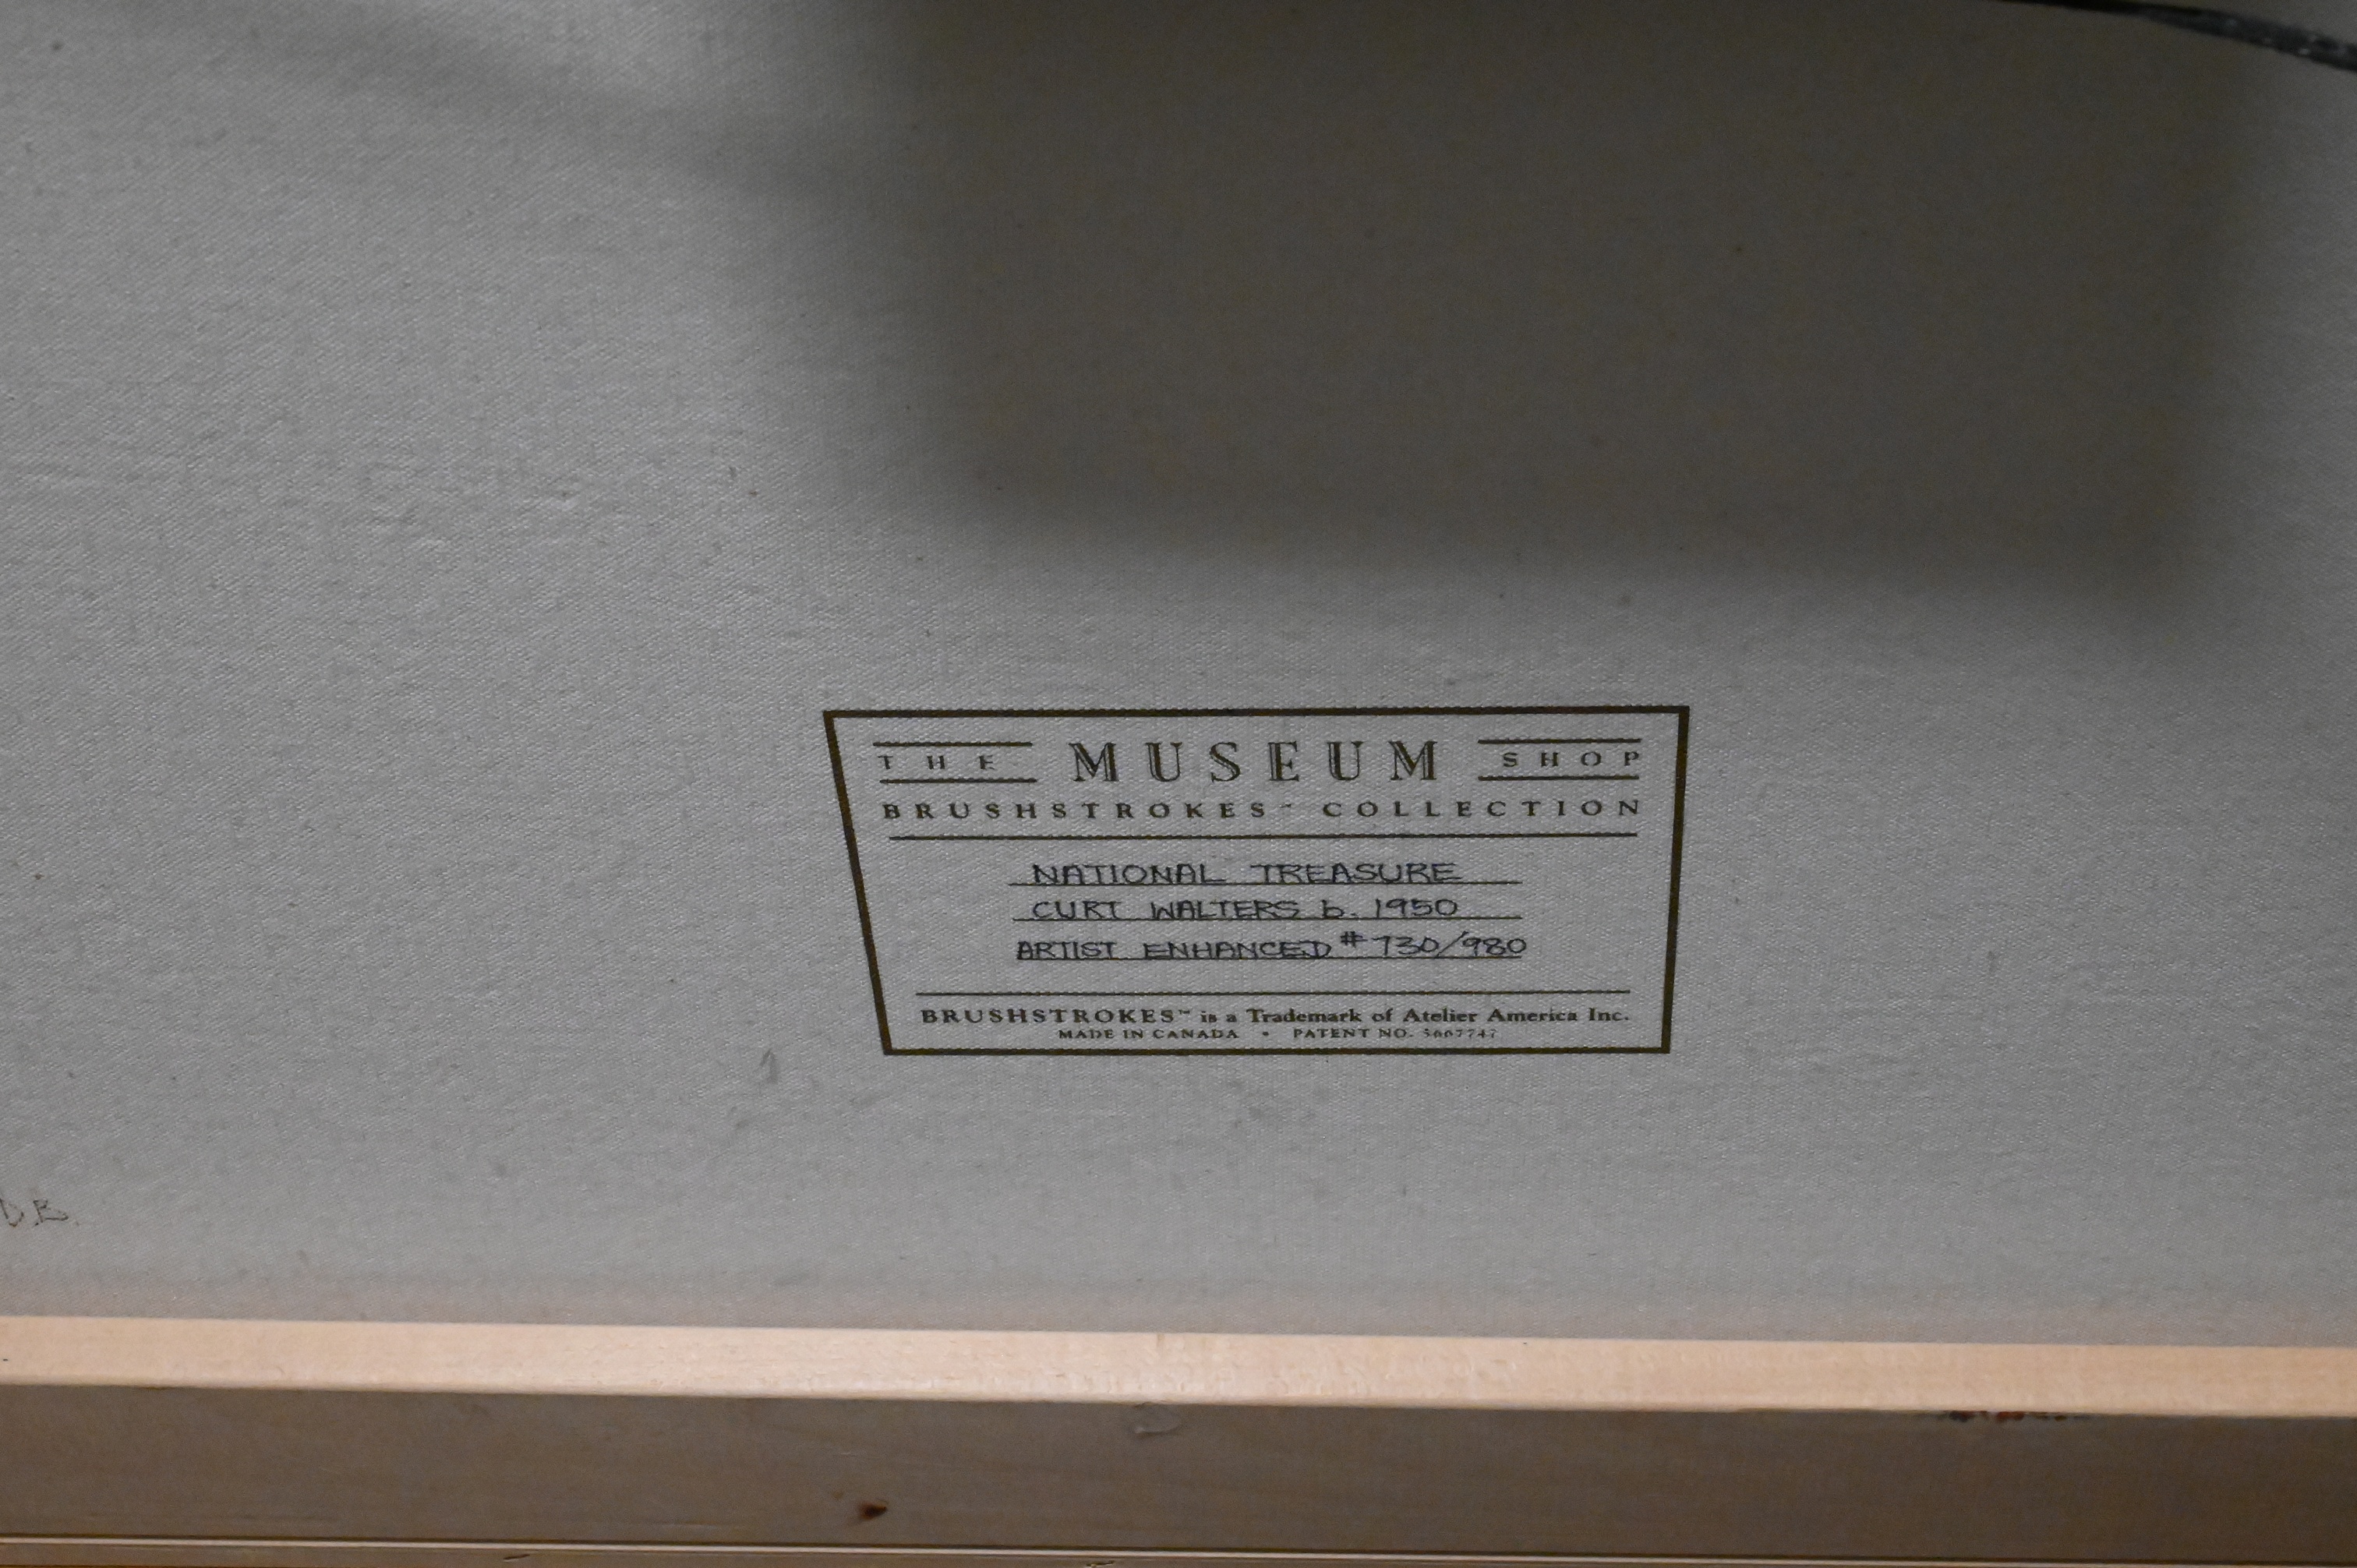 THE MUSEUM SHOP
BRUSHSTROKES™ COLLECTION
NATIONAL TREASURE
CURT WALTERS b. 1950
ARTIST ENHANCED # 730/980
BRUSHSTROKES™ is a Trademark of Atelier America Inc.
MADE IN CANADA • PATENT NO. 5667747
D.B.